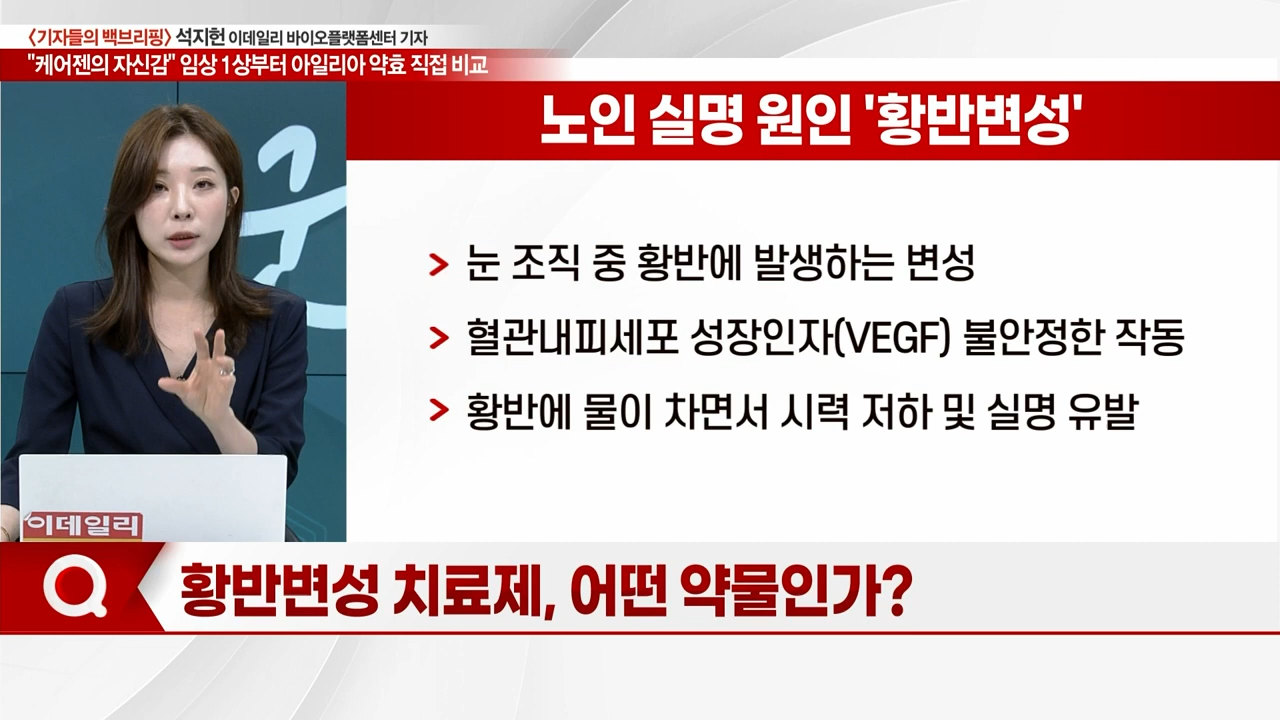 <기자들의 백브리핑> 석지헌 이데일리 바이오플랫폼센터 기자
"케어젠의 자신감" 임상 1상부터 아일리아 약효 직접 비교
노인 실명 원인 '황반변성'
> 눈 조직 중 황반에 발생하는 변성
> 혈관내피세포 성장인자(VEGF) 불안정한 작동
> 황반에 물이 차면서 시력 저하 및 실명 유발
이데일리
Q 황반변성 치료제, 어떤 약물인가?